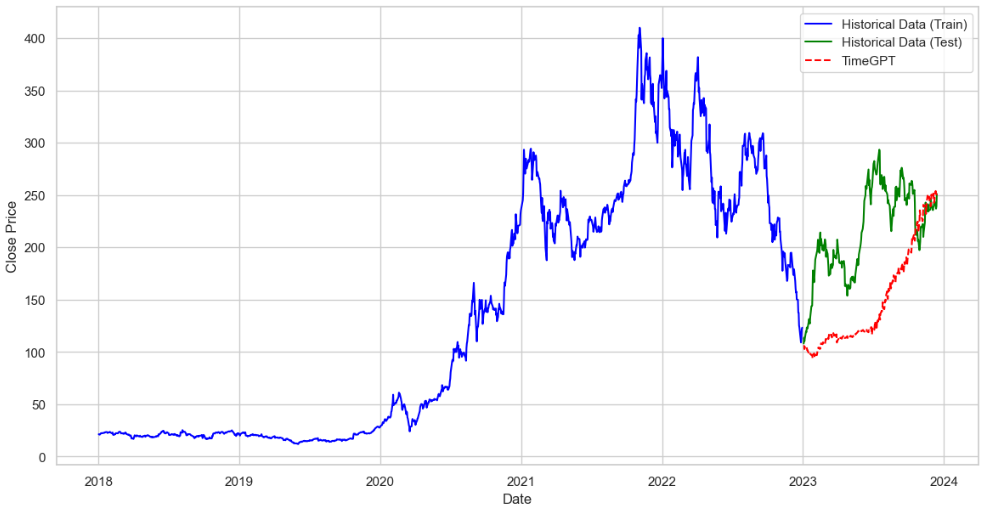 Historical Data (Train)
Historical Data (Test)
TimeGPT
Close Price
400
350
300
250
200
150
100
50
0
2018 2019 2020 2021 2022 2023 2024
Date